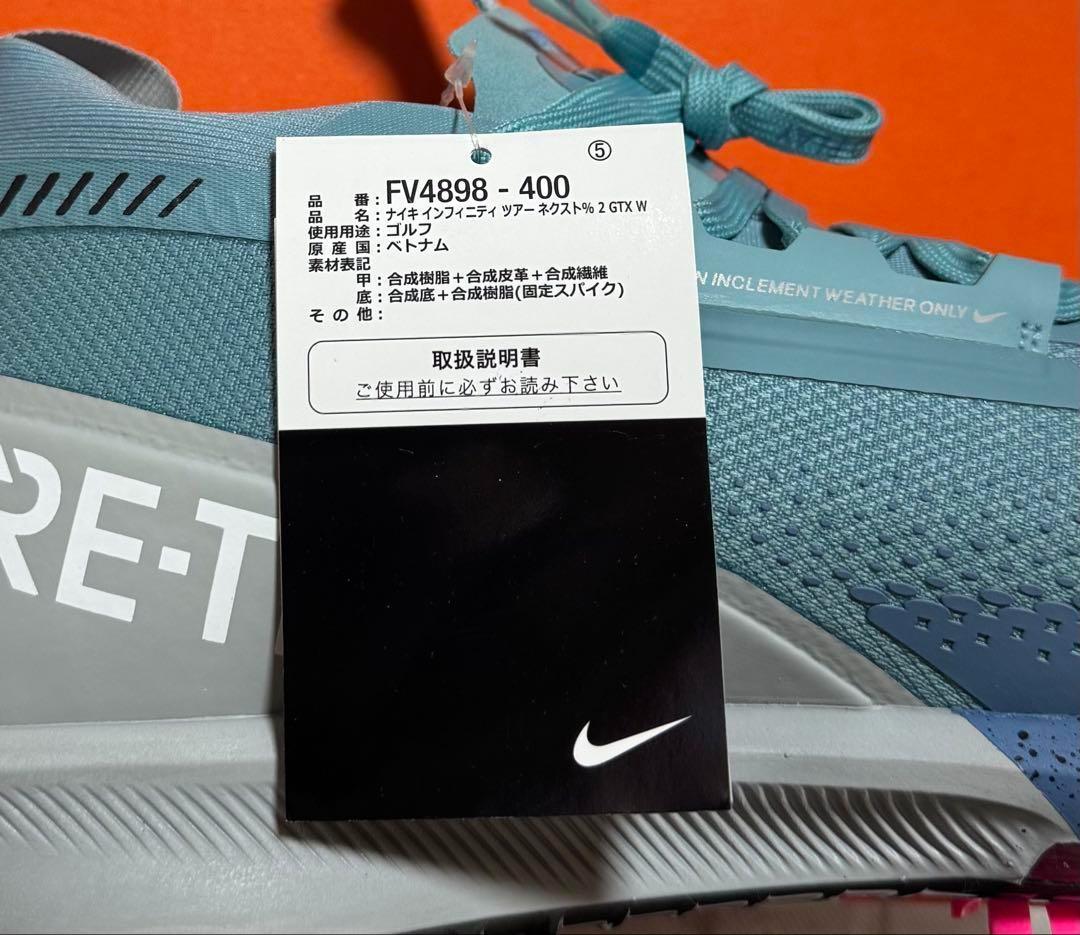 ⑤
品 番：FV4898 - 400
品 名：ナイキ インフィニティ ツアー ネクスト% 2 GTX W
使用用途：ゴルフ
原 産 国：ベトナム
素材表記
甲：合成樹脂＋合成皮革＋合成繊維
底：合成底＋合成樹脂(固定スパイク)
そ の 他：
取扱説明書
ご使用前に必ずお読み下さい
N INCLEMENT WEATHER ONLY
RE-T